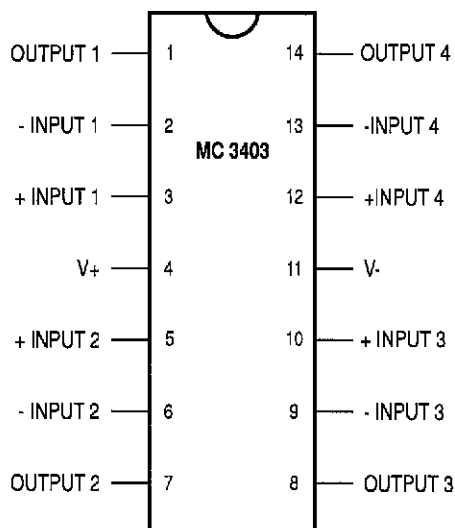 OUTPUT 1 1 14 OUTPUT 4
- INPUT 1 2 13 -INPUT 4
MC 3403
+ INPUT 1 3 12 +INPUT 4
V+ 4 11 V-
+ INPUT 2 5 10 + INPUT 3
- INPUT 2 6 9 - INPUT 3
OUTPUT 2 7 8 OUTPUT 3